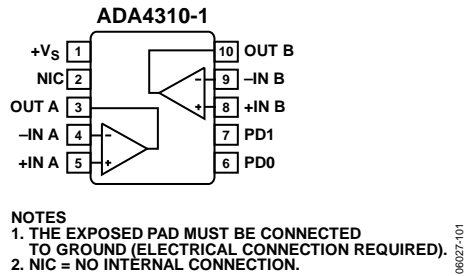 ADA4310-1
+VS 1
NIC 2
OUT A 3
–IN A 4
+IN A 5
10 OUT B
9 –IN B
8 +IN B
7 PD1
6 PD0
–
+
–
+
NOTES
1. THE EXPOSED PAD MUST BE CONNECTED
TO GROUND (ELECTRICAL CONNECTION REQUIRED).
2. NIC = NO INTERNAL CONNECTION.
06027-101